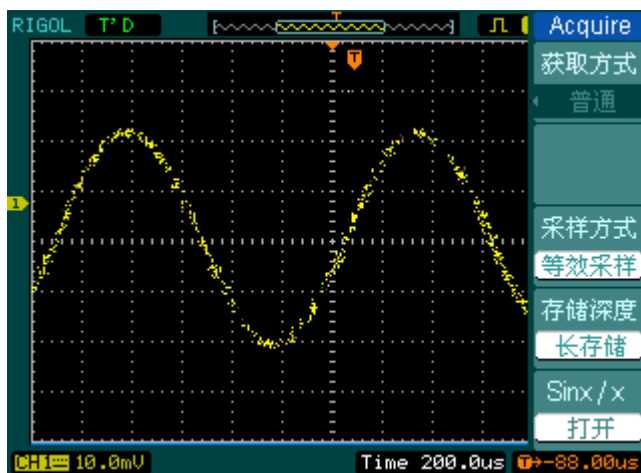 RIGOL T'D T
Acquire
T
获取方式
普通
1
采样方式
等效采样
存储深度
长存储
Sinx/x
打开
CH1 10.0mV Time 200.0us T→-88.00us